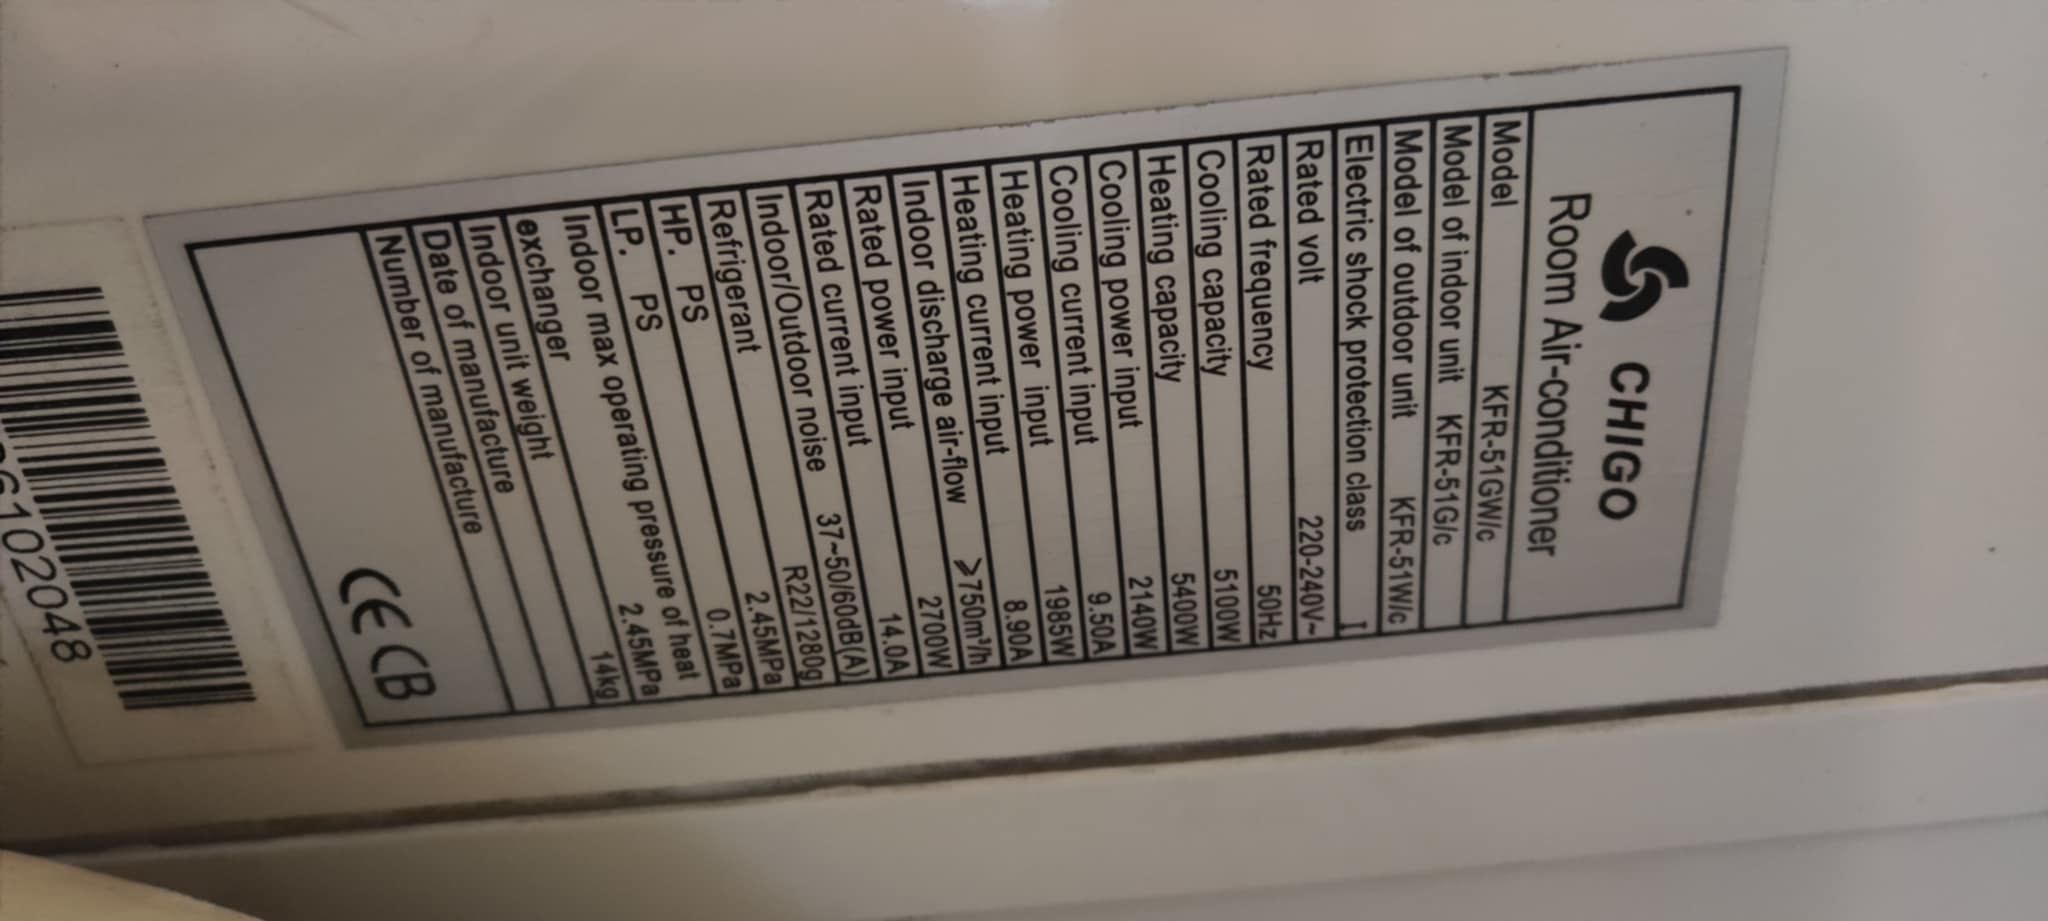 CHIGO
Room Air-conditioner
Model KFR-51GW/c
Model of indoor unit KFR-51G/c
Model of outdoor unit KFR-51W/c
Electric shock protection class I
Rated volt 220-240V~
Rated frequency 50Hz
Cooling capacity 5100W
Heating capacity 5400W
Cooling power input 2140W
Cooling current input 9.50A
Heating power input 1985W
Heating current input 8.90A
Indoor discharge air-flow ⩾750m³/h
Rated power input 2700W
Rated current input 14.0A
Indoor/Outdoor noise 37~50/60dB(A)
Refrigerant R22/1280g
HP. PS 2.45MPa
LP. PS 0.7MPa
Indoor max operating pressure of heat
exchanger 2.45MPa
Indoor unit weight 14kg
Date of manufacture
Number of manufacture
CE CB